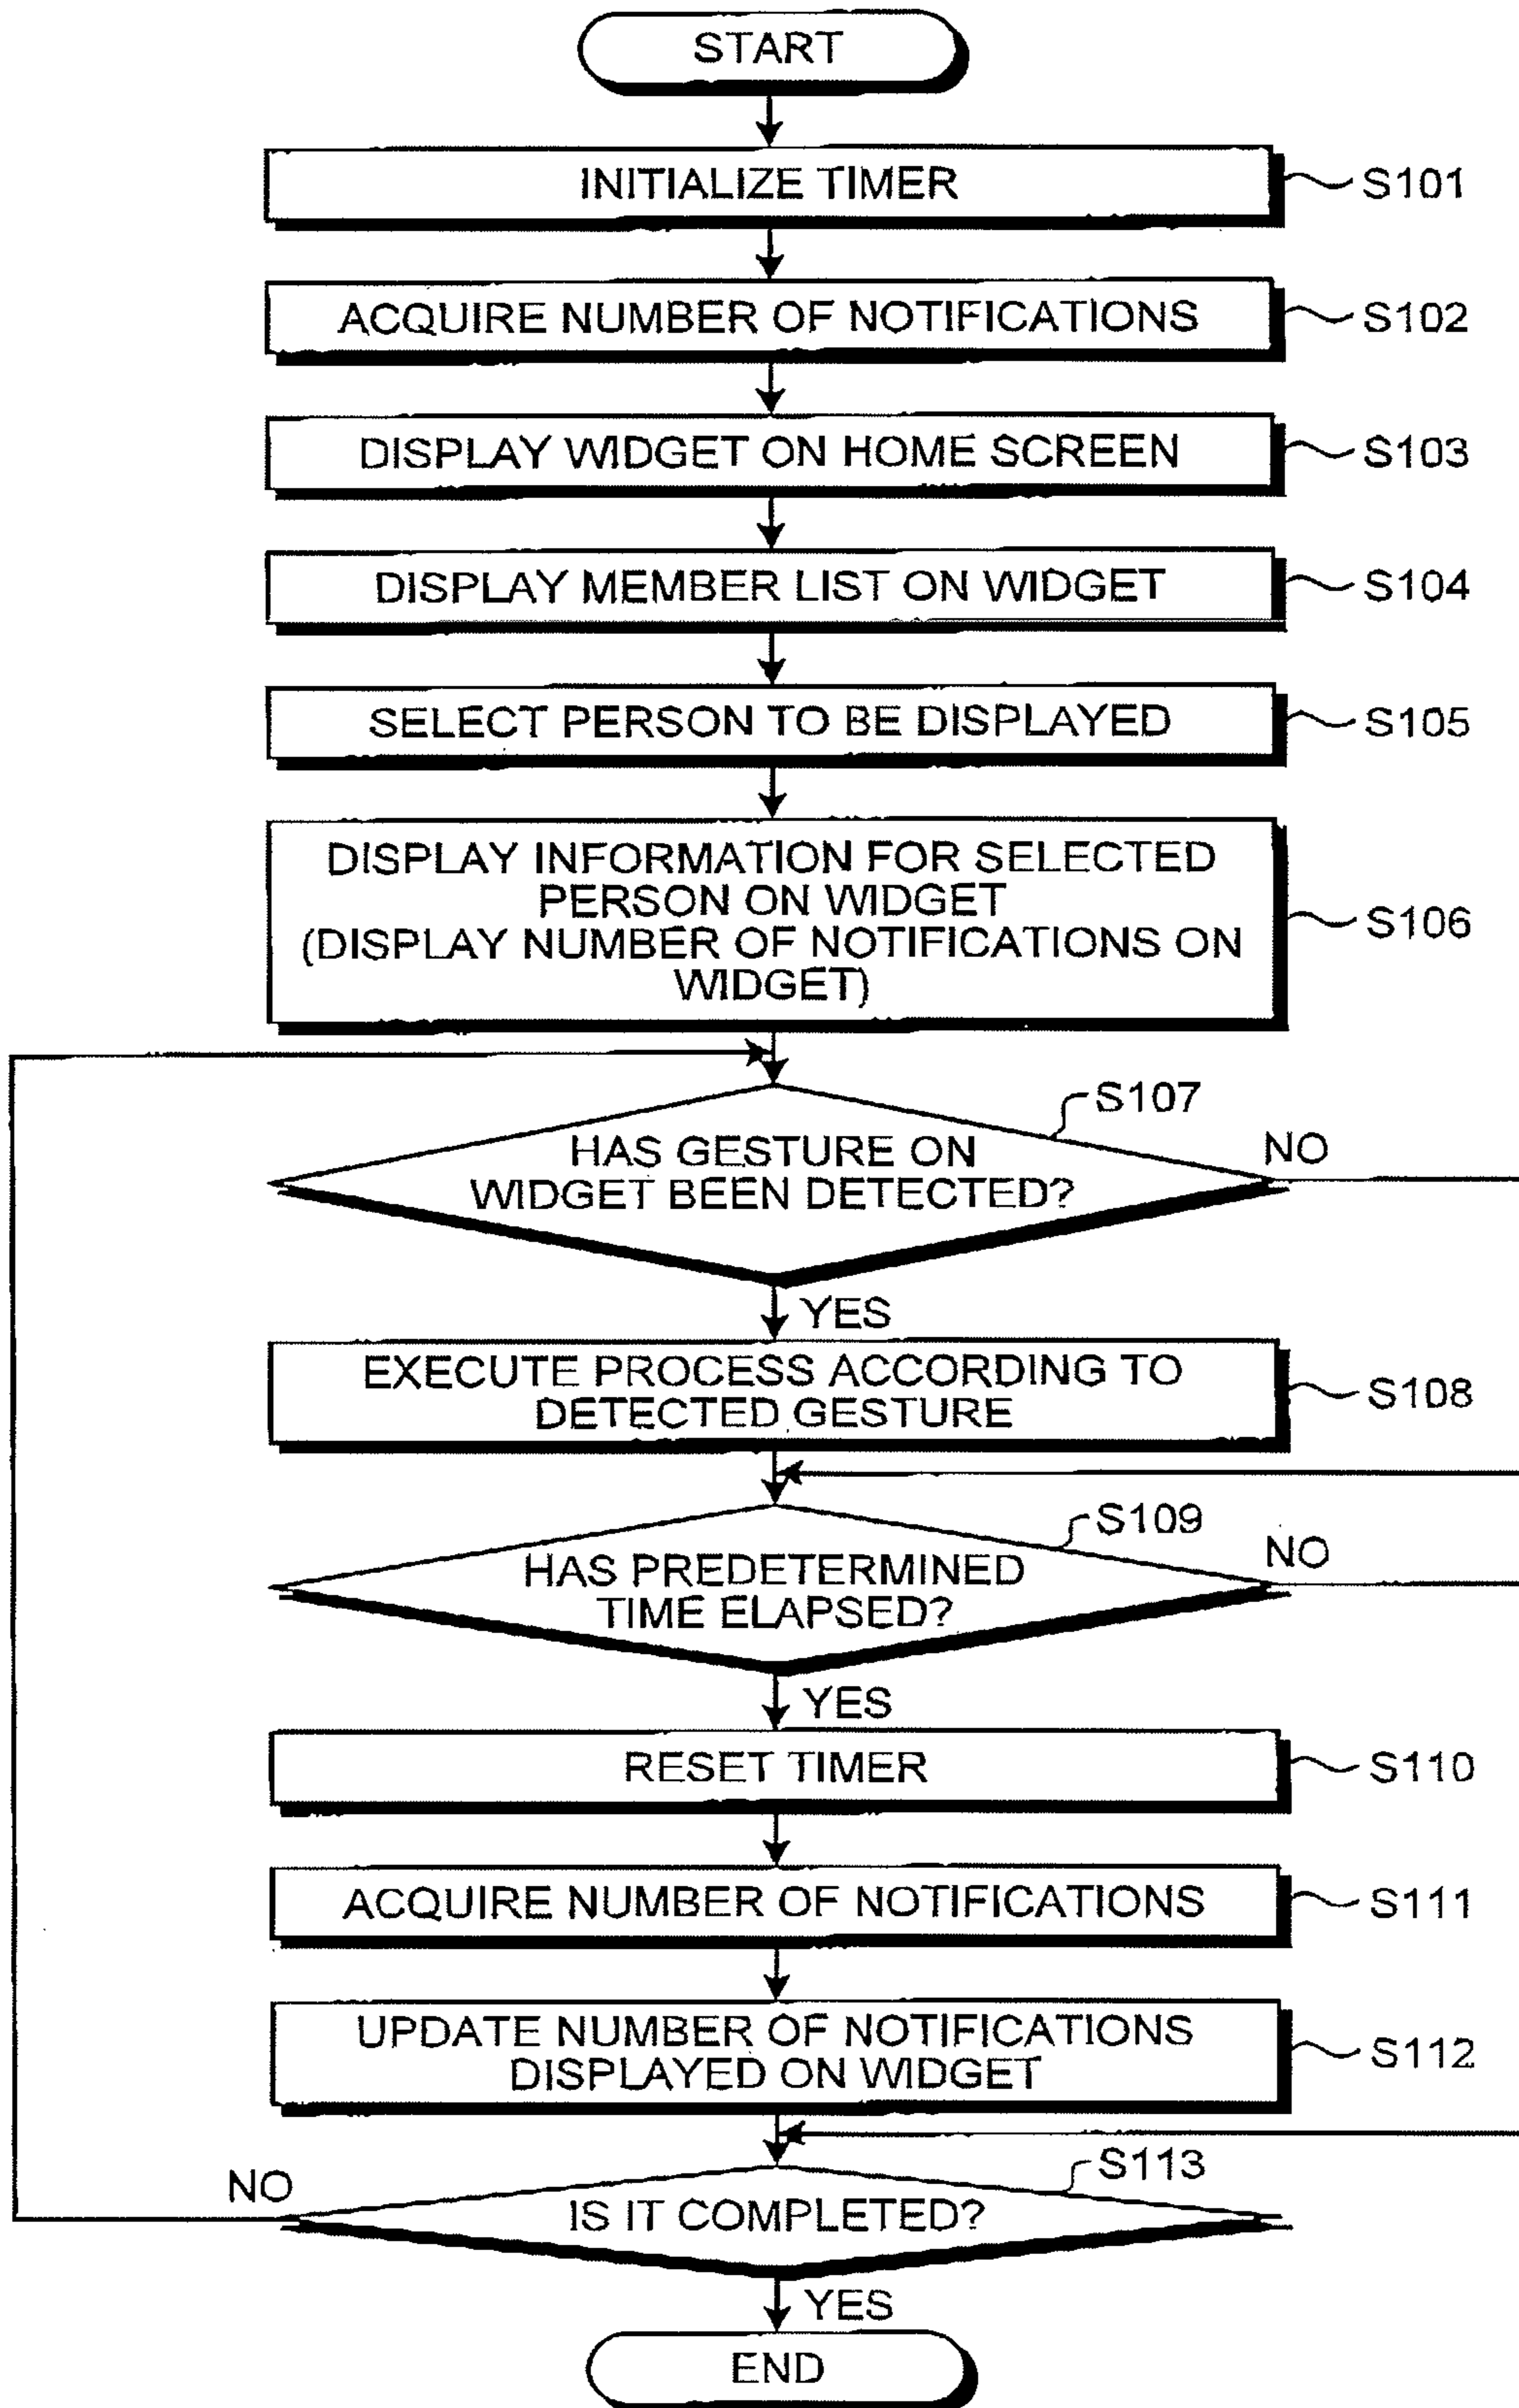 START
INITIALIZE TIMER
S101
ACQUIRE NUMBER OF NOTIFICATIONS
S102
DISPLAY WIDGET ON HOME SCREEN
S103
DISPLAY MEMBER LIST ON WIDGET
S104
SELECT PERSON TO BE DISPLAYED
S105
DISPLAY INFORMATION FOR SELECTED
PERSON ON WIDGET
(DISPLAY NUMBER OF NOTIFICATIONS ON
WIDGET)
S106
S107
HAS GESTURE ON
WIDGET BEEN DETECTED?
NO
YES
EXECUTE PROCESS ACCORDING TO
DETECTED GESTURE
S108
S109
HAS PREDETERMINED
TIME ELAPSED?
NO
YES
RESET TIMER
S110
ACQUIRE NUMBER OF NOTIFICATIONS
S111
UPDATE NUMBER OF NOTIFICATIONS
DISPLAYED ON WIDGET
S112
S113
NO
IS IT COMPLETED?
YES
END